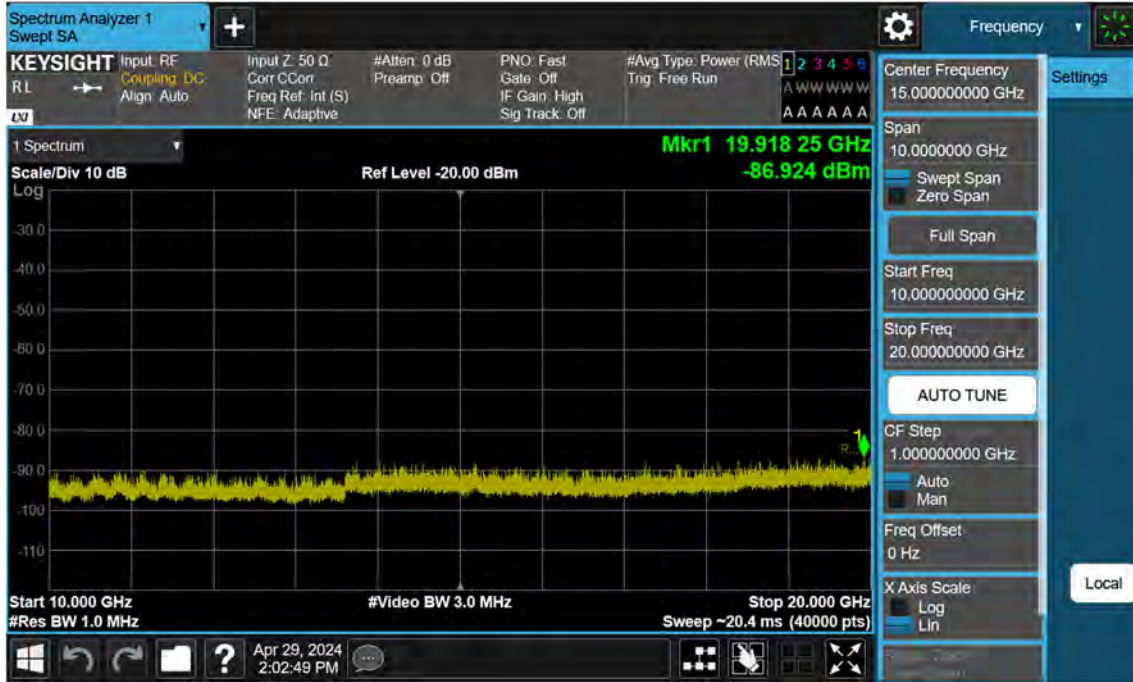 Spectrum Analyzer 1
Swept SA
Frequency
KEYSIGHT
RL
LXI
Input: RF
Coupling: DC
Align: Auto
Input Z: 50 Ω
Corr CCorr
Freq Ref: Int (S)
NFE: Adaptive
#Atten: 0 dB
Preamp: Off
PNO: Fast
Gate: Off
IF Gain: High
Sig Track: Off
#Avg Type: Power (RMS
Trig: Free Run
1 2 3 4 5 6
A W W W W W
A A A A A A
1 Spectrum
Scale/Div 10 dB
Ref Level -20.00 dBm
Mkr1 19.918 25 GHz
-86.924 dBm
Log
-30.0
-40.0
-50.0
-60.0
-70.0
-80.0
-90.0
-100
-110
1
R...
Start 10.000 GHz
#Video BW 3.0 MHz
Stop 20.000 GHz
#Res BW 1.0 MHz
Sweep ~20.4 ms (40000 pts)
Center Frequency
15.000000000 GHz
Span
10.0000000 GHz
Swept Span
Zero Span
Full Span
Start Freq
10.000000000 GHz
Stop Freq
20.000000000 GHz
AUTO TUNE
CF Step
1.000000000 GHz
Auto
Man
Freq Offset
0 Hz
X Axis Scale
Log
Lin
Settings
Local
?
Apr 29, 2024
2:02:49 PM